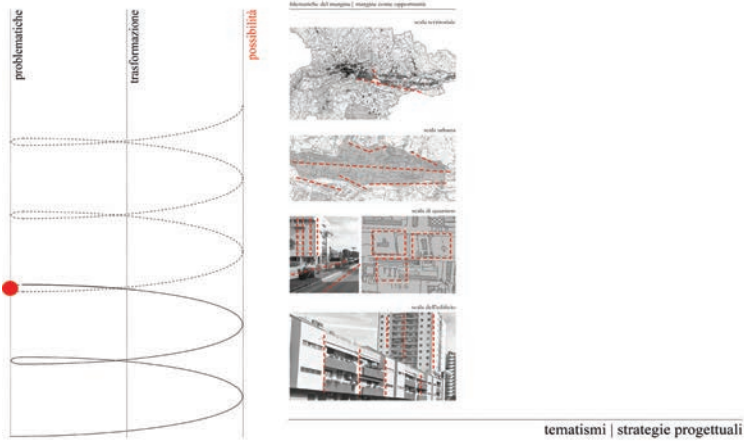 problematiche
trasformazione
possibilità
tematiche del margine | margine come opportunità
scala territoriale
scala urbana
scala di quartiere
scala dell'edificio
tematismi | strategie progettuali